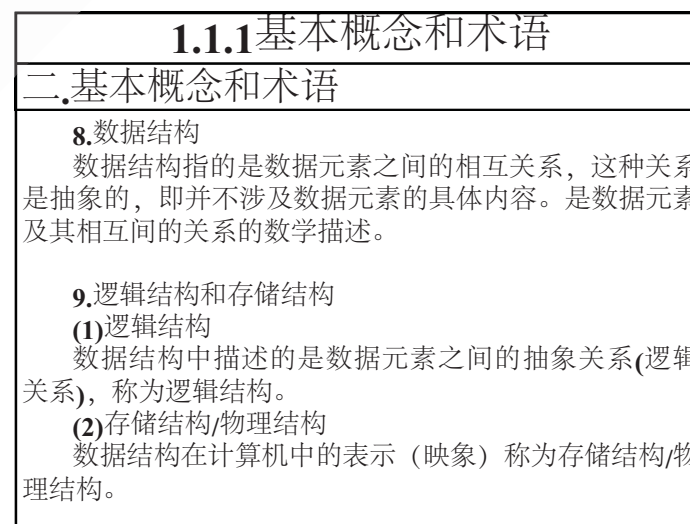 1.1.1基本概念和术语
二.基本概念和术语
8.数据结构
数据结构指的是数据元素之间的相互关系，这种关系
是抽象的，即并不涉及数据元素的具体内容。是数据元素
及其相互间的关系的数学描述。
9.逻辑结构和存储结构
(1)逻辑结构
数据结构中描述的是数据元素之间的抽象关系(逻辑
关系)，称为逻辑结构。
(2)存储结构/物理结构
数据结构在计算机中的表示（映象）称为存储结构/物
理结构。